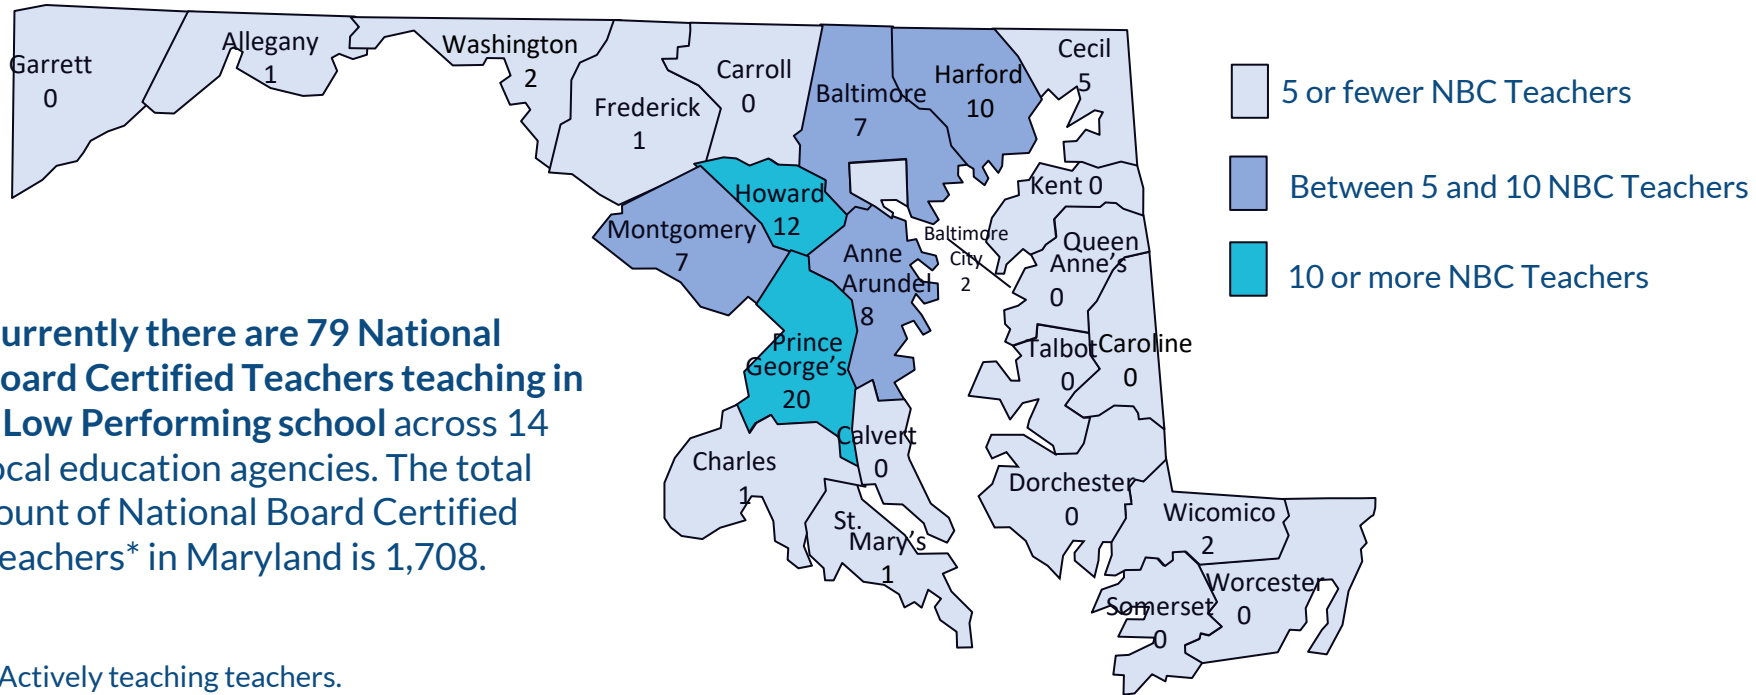 Garrett
0
Allegany
1
Washington
2
Frederick
1
Carroll
0
Baltimore
7
Harford
10
Cecil
5
Howard
12
Montgomery
7
Anne
Arundel
8
Baltimore
City
2
Kent 0
Queen
Anne's
0
Prince
George's
20
Talbot
0
Caroline
0
Charles
1
Calvert
0
St.
Mary's
1
Dorchester
0
Wicomico
2
Worcester
0
Somerset
0
5 or fewer NBC Teachers
Between 5 and 10 NBC Teachers
10 or more NBC Teachers
urrently there are 79 National
oard Certified Teachers teaching in
Low Performing school across 14
ocal education agencies. The total
ount of National Board Certified
eachers* in Maryland is 1,708.
Actively teaching teachers.